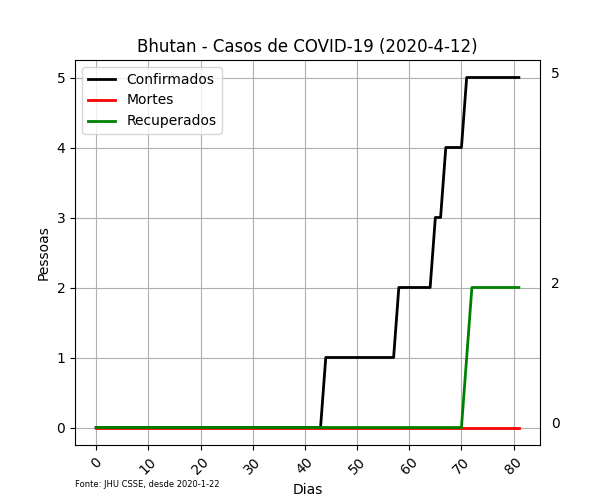 Bhutan - Casos de COVID-19 (2020-4-12)
Confirmados
Mortes
Recuperados
Pessoas
5
4
3
2
1
0
5
2
0
0
10
20
30
40
50
60
70
80
Dias
Fonte: JHU CSSE, desde 2020-1-22